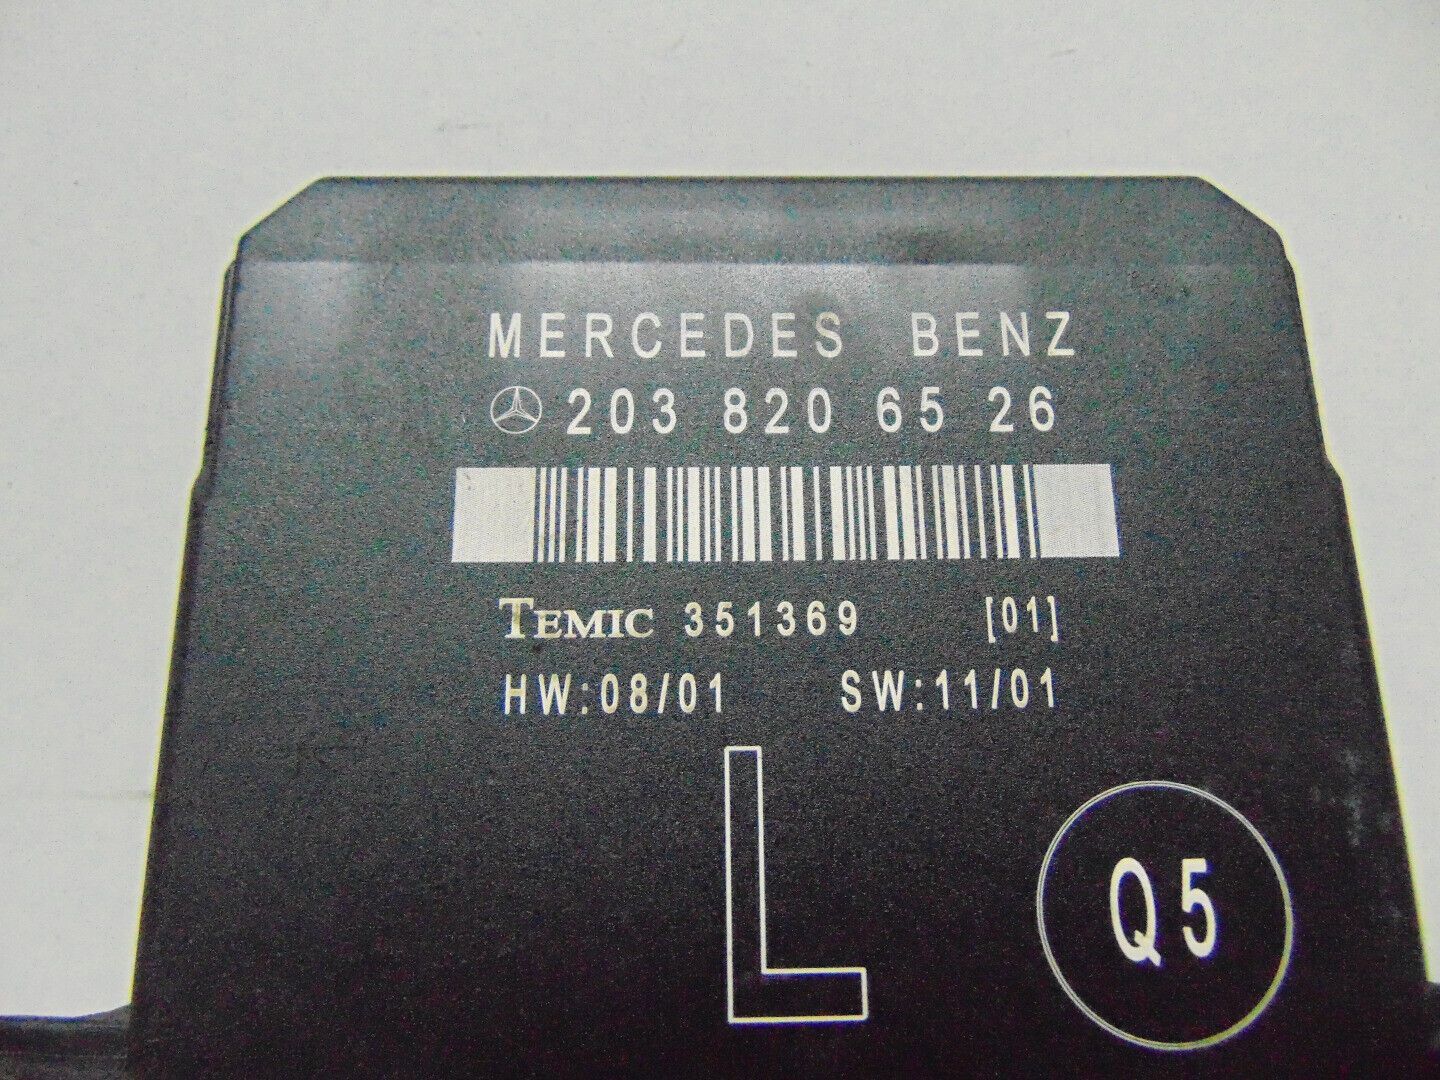 MERCEDES BENZ
203 820 65 26
TEMIC 351369 [01]
HW:08/01 SW:11/01
L
Q5